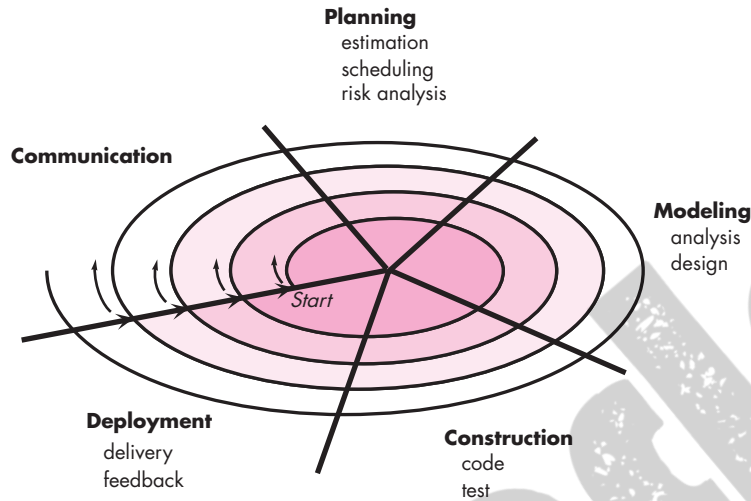 Planning
estimation
scheduling
risk analysis
Communication
Modeling
analysis
design
Start
Deployment
delivery
feedback
Construction
code
test